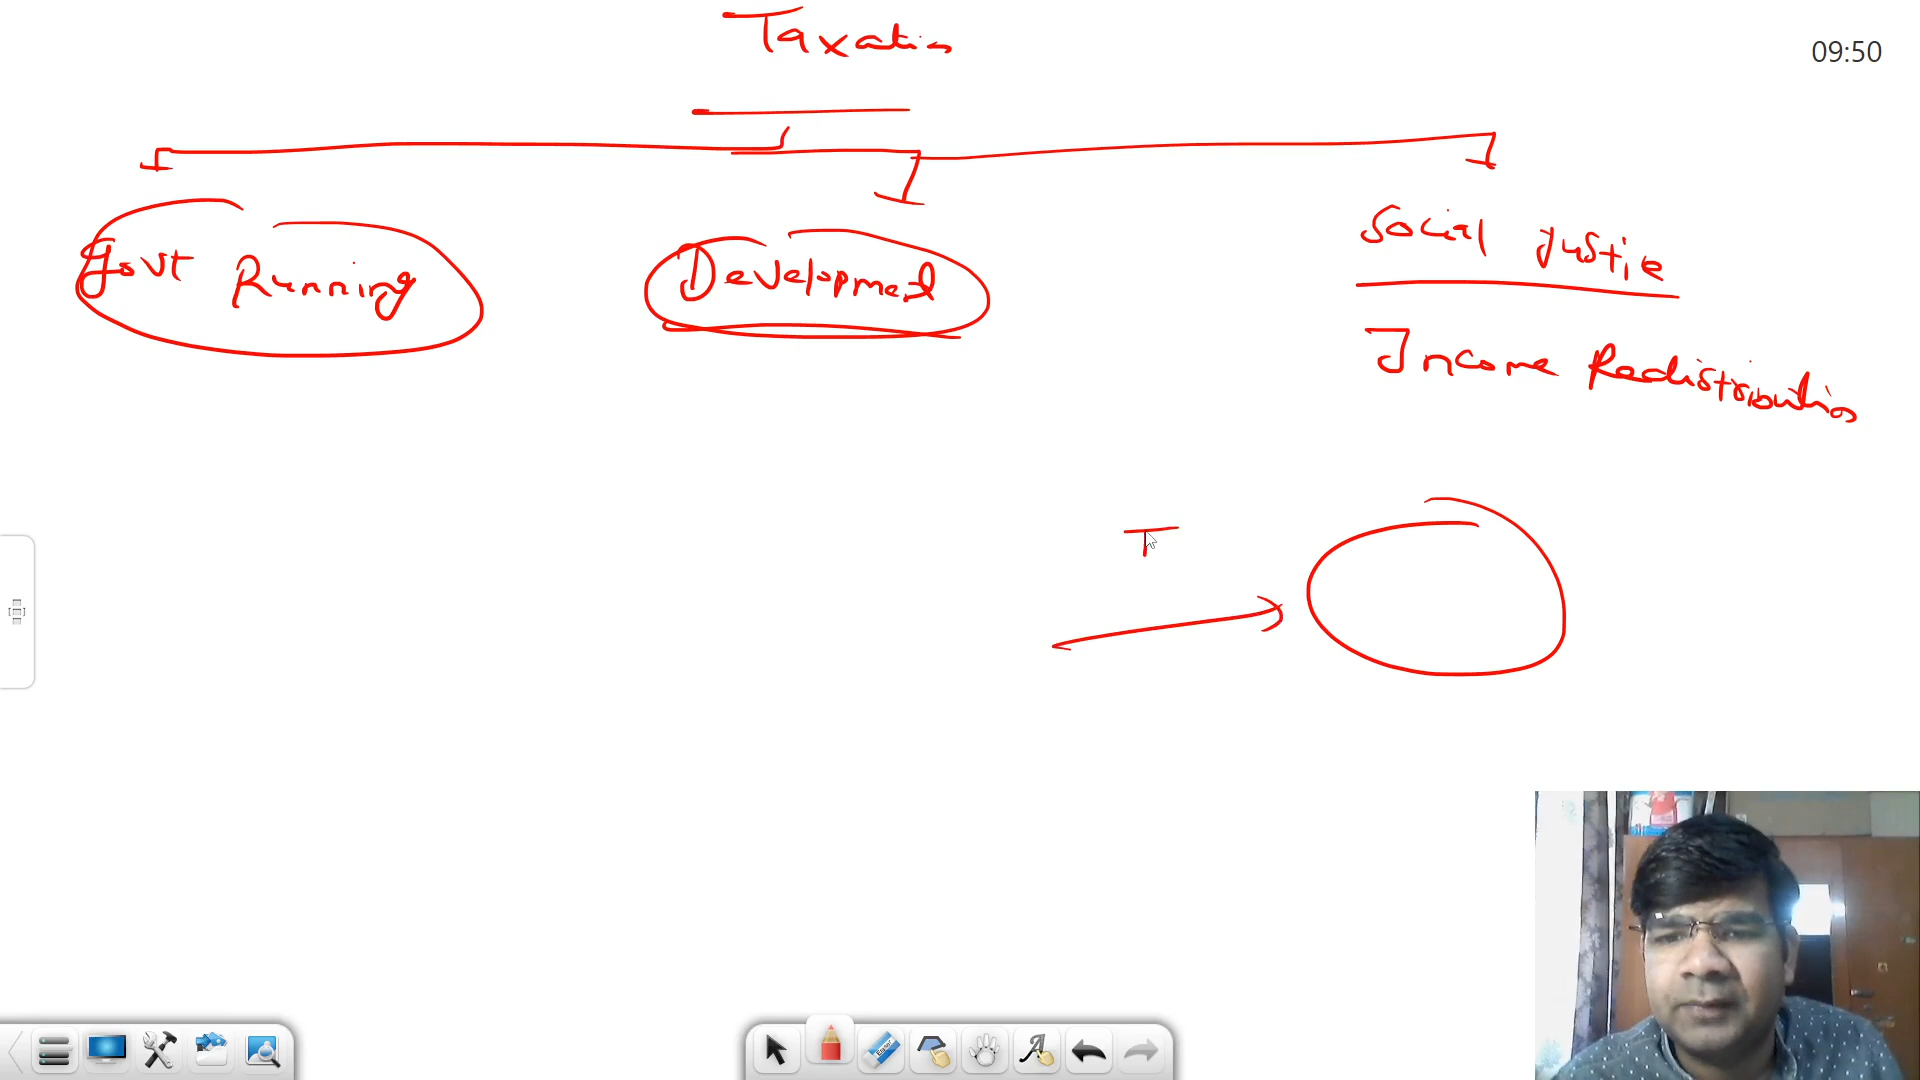 Taxation
09:50
Govt Running
Development
Social Justice
Income Redistribution
T